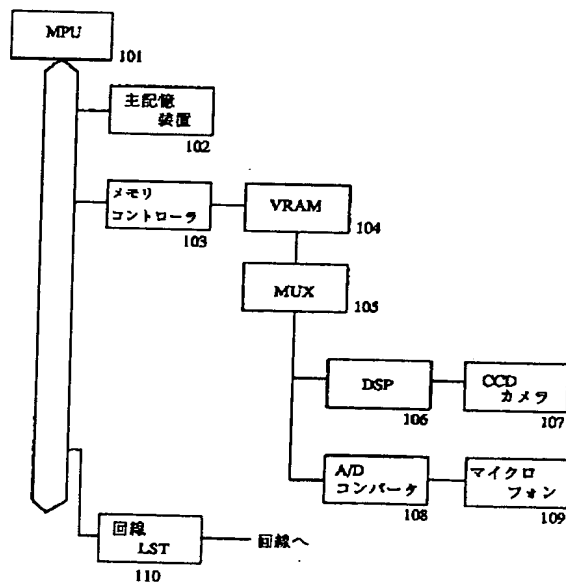 MPU
101
主記憶
装置
102
メモリ
コントローラ
103
VRAM
104
MUX
105
DSP
106
CCD
カメラ
107
A/D
コンバータ
108
マイクロ
フォン
109
回線
LST
110
回線へ